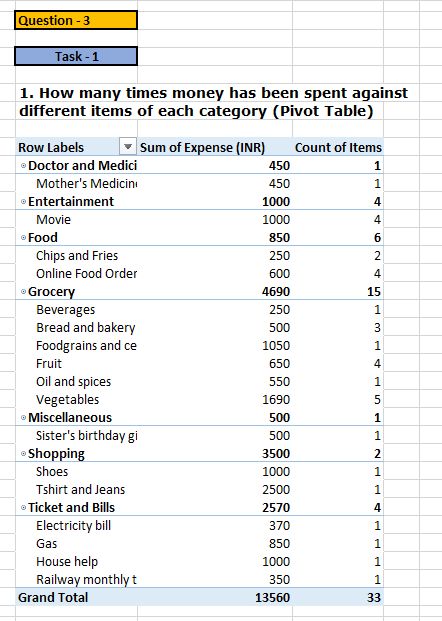 Question - 3
Task - 1
1. How many times money has been spent against
different items of each category (Pivot Table)
Row Labels Sum of Expense (INR) Count of Items
Doctor and Medici 450 1
Mother's Medicin 450 1
Entertainment 1000 4
Movie 1000 4
Food 850 6
Chips and Fries 250 2
Online Food Order 600 4
Grocery 4690 15
Beverages 250 1
Bread and bakery 500 3
Foodgrains and ce 1050 1
Fruit 650 4
Oil and spices 550 1
Vegetables 1690 5
Miscellaneous 500 1
Sister's birthday gi 500 1
Shopping 3500 2
Shoes 1000 1
Tshirt and Jeans 2500 1
Ticket and Bills 2570 4
Electricity bill 370 1
Gas 850 1
House help 1000 1
Railway monthly t 350 1
Grand Total 13560 33